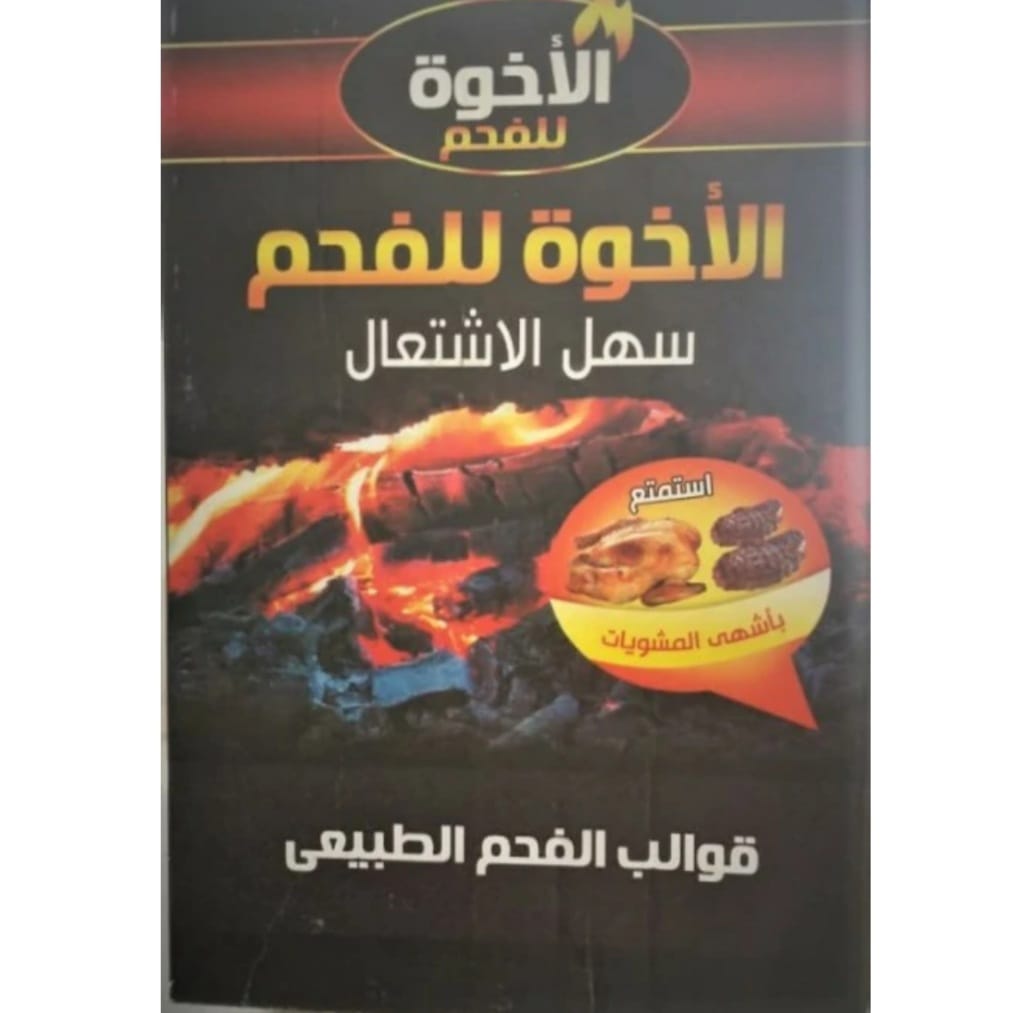 الأخوة
للفحم
الأخوة للفحم
سهل الاشتعال
استمتع
بأشهى المشويات
قوالب الفحم الطبيعى